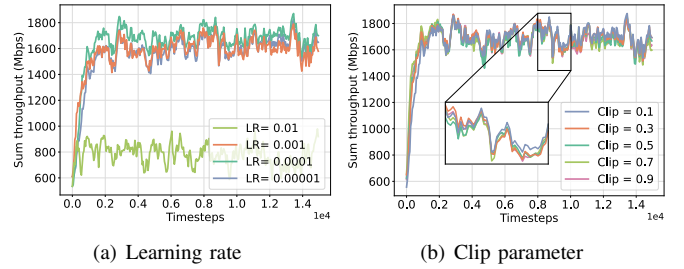 Sum throughput (Mbps)
1800
1600
1400
1200
1000
800
600
LR= 0.01
LR= 0.001
LR= 0.0001
LR= 0.00001
0.0 0.2 0.4 0.6 0.8 1.0 1.2 1.4
1e4
Timesteps
(a) Learning rate
Sum throughput (Mbps)
1800
1600
1400
1200
1000
800
600
Clip = 0.1
Clip = 0.3
Clip = 0.5
Clip = 0.7
Clip = 0.9
0.0 0.2 0.4 0.6 0.8 1.0 1.2 1.4
1e4
Timesteps
(b) Clip parameter